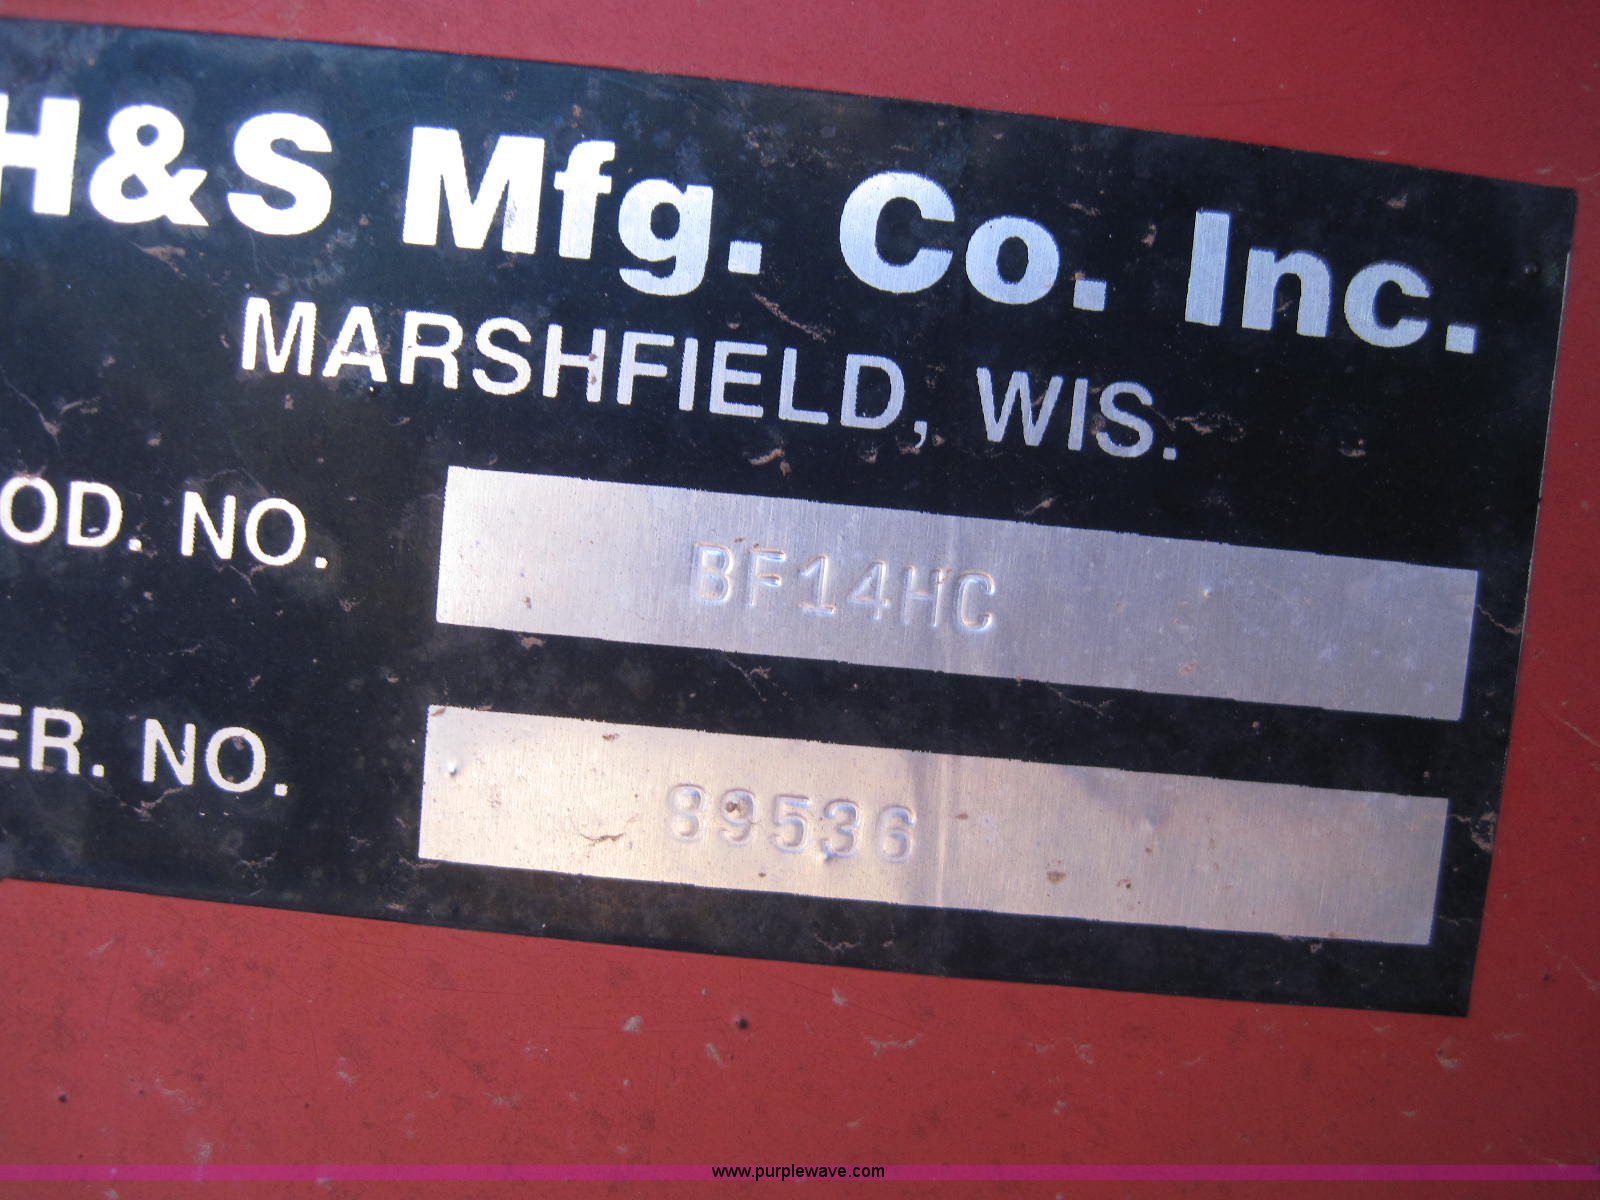 H&S Mfg. Co. Inc.
MARSHFIELD, WIS.
OD. NO. BF14HC
ER. NO. 89536
www.purplewave.com